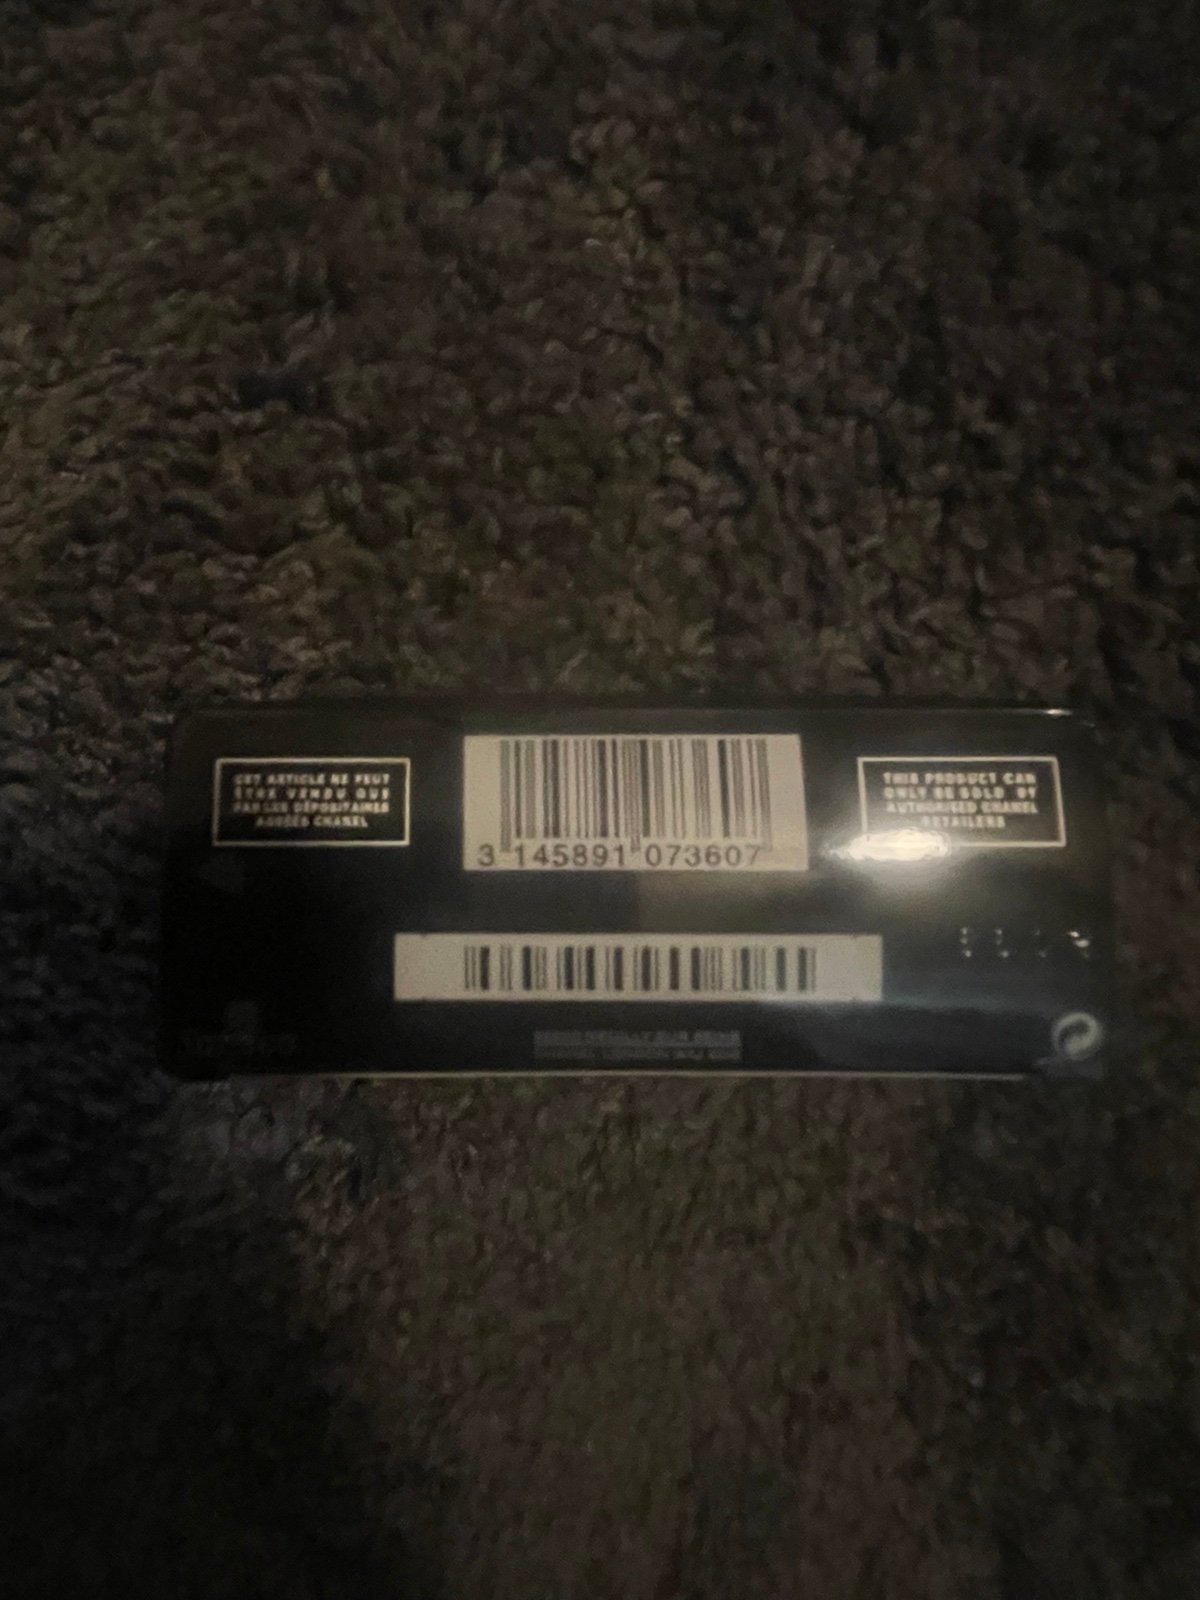 CET ARTICLE NE PEUT
ÊTRE VENDU QUE
PAR LES DÉPOSITAIRES
AGRÉÉS CHANEL
3 145891 073607
THIS PRODUCT CAN
ONLY BE SOLD BY
AUTHORISED CHANEL
RETAILERS